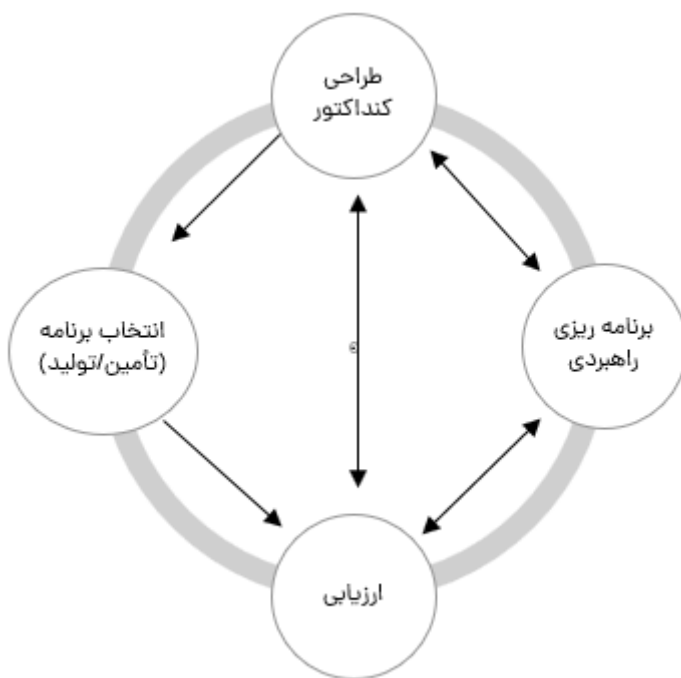 طراحی
کنداکتور
برنامه ریزی
راهبردی
انتخاب برنامه
(تأمین/تولید)
ارزیابی